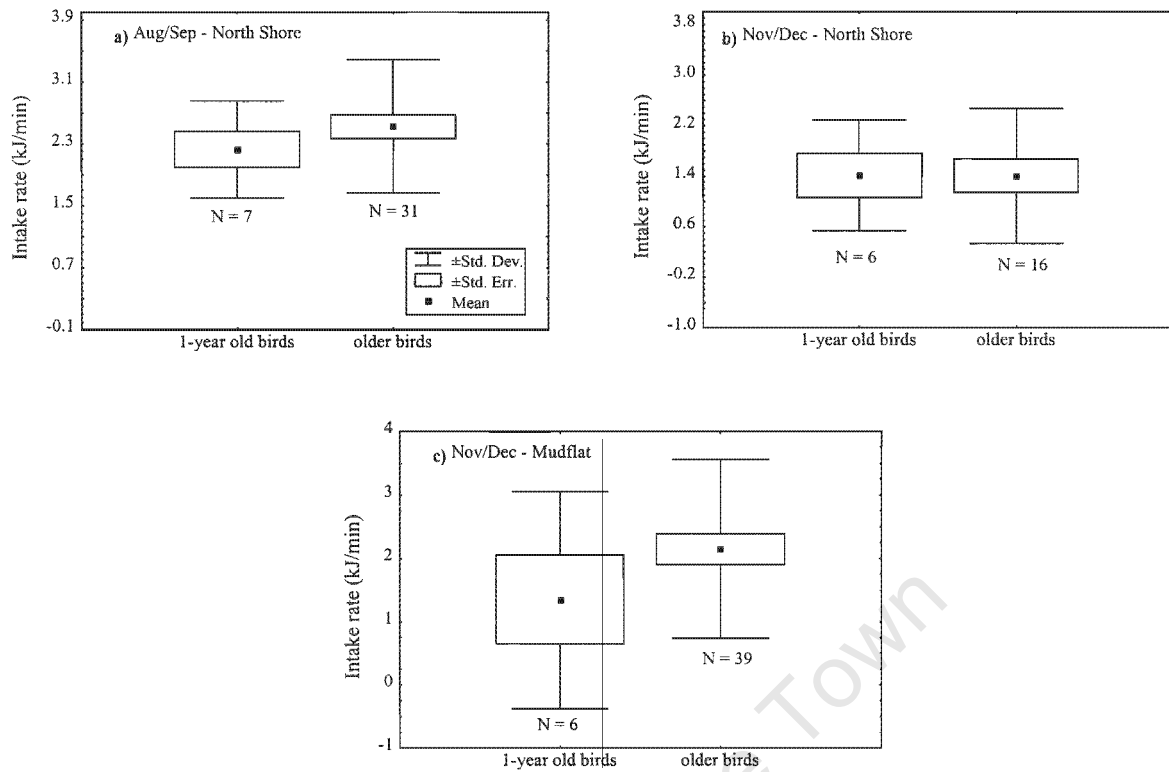 a) Aug/Sep - North Shore
Intake rate (kJ/min)
3.9
3.1
2.3
1.5
0.7
-0.1
N = 7
N = 31
±Std. Dev.
±Std. Err.
Mean
1-year old birds
older birds
b) Nov/Dec - North Shore
Intake rate (kJ/min)
3.8
3.0
2.2
1.4
0.6
-0.2
-1.0
N = 6
N = 16
1-year old birds
older birds
c) Nov/Dec - Mudflat
Intake rate (kJ/min)
4
3
2
1
0
-1
N = 6
N = 39
1-year old birds
older birds
Town